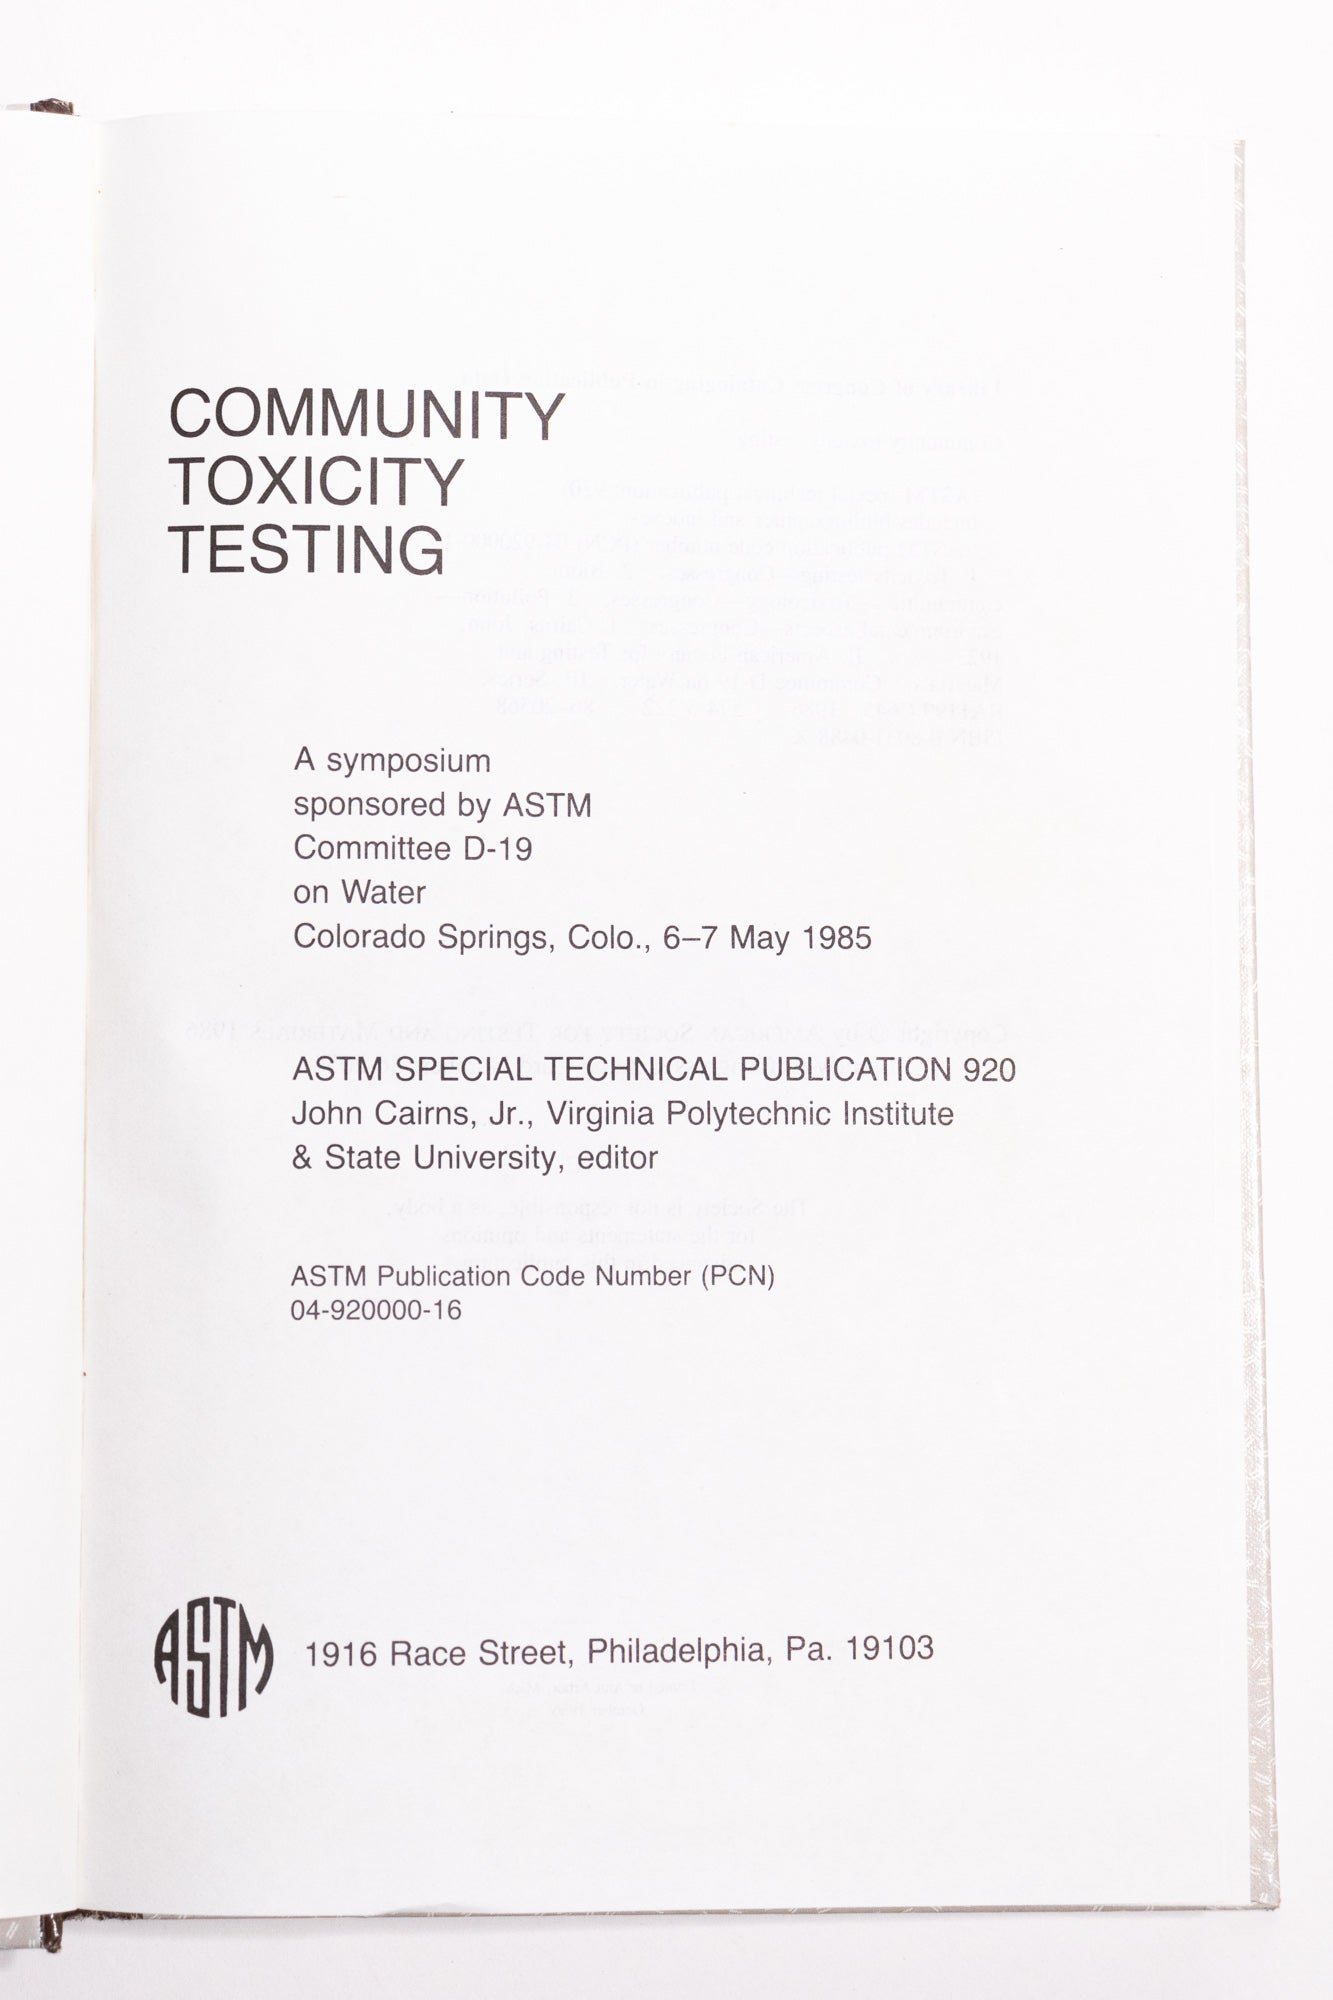 COMMUNITY
TOXICITY
TESTING
A symposium
sponsored by ASTM
Committee D-19
on Water
Colorado Springs, Colo., 6–7 May 1985
ASTM SPECIAL TECHNICAL PUBLICATION 920
John Cairns, Jr., Virginia Polytechnic Institute
& State University, editor
ASTM Publication Code Number (PCN)
04-920000-16
ASTM 1916 Race Street, Philadelphia, Pa. 19103